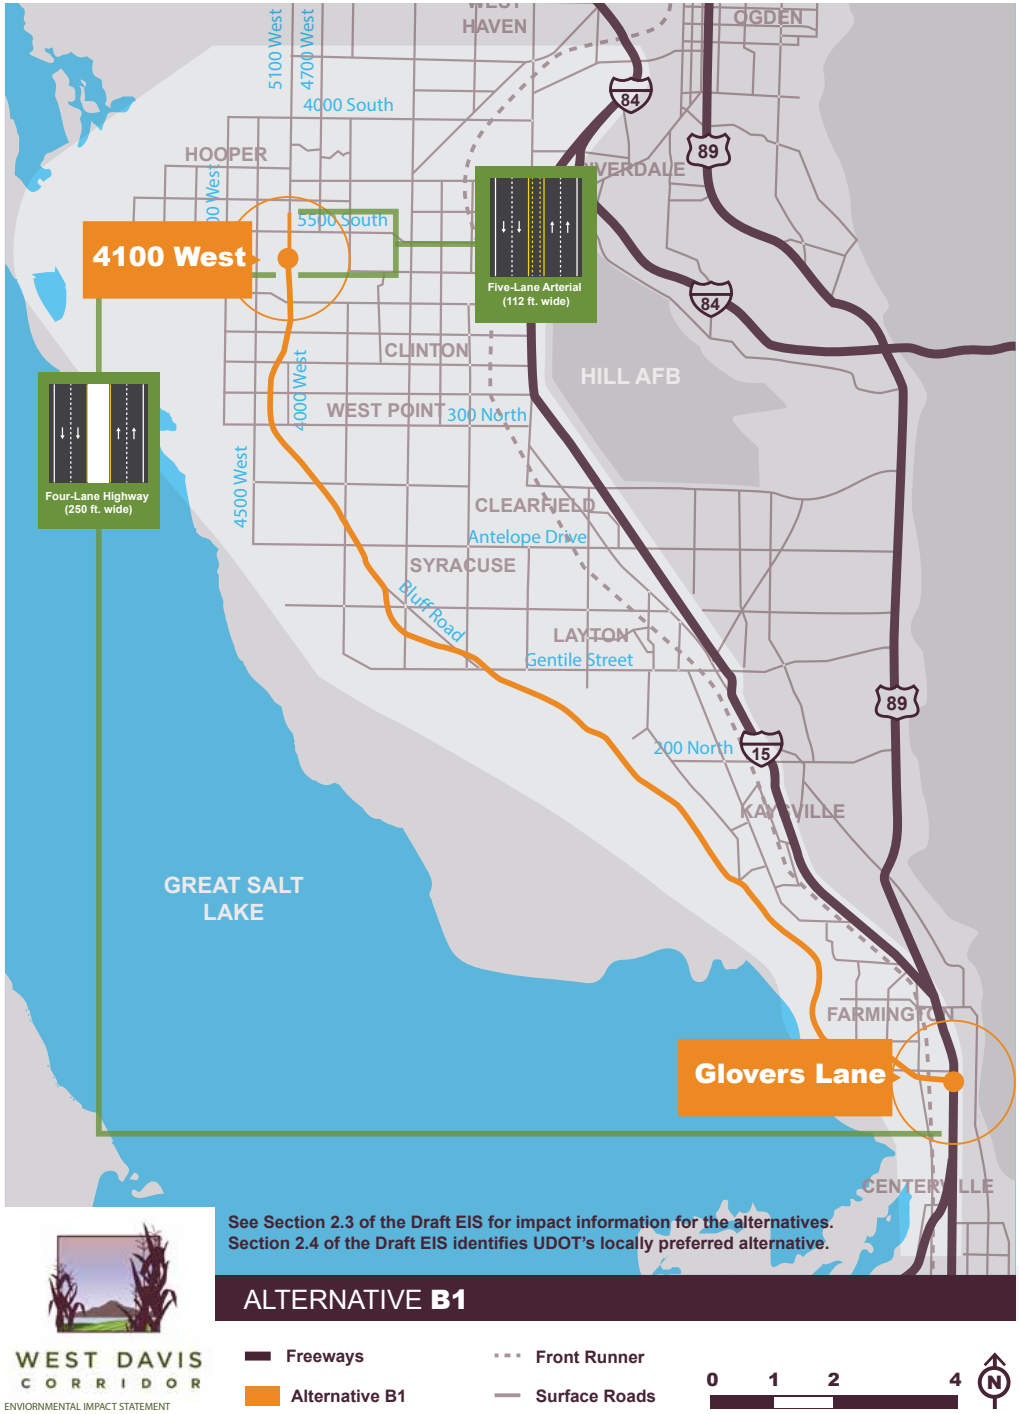 WEST
HAVEN
OGDEN
5100 West
4700 West
4000 South
84
89
HOOPER
RIVERDALE
00 West
5500 South
4100 West
Five-Lane Arterial
(112 ft. wide)
84
CLINTON
HILL AFB
4000 West
WEST POINT
300 North
Four-Lane Highway
(250 ft. wide)
4500 West
CLEARFIELD
Antelope Drive
SYRACUSE
Bluff Road
LAYTON
Gentile Street
89
200 North
15
KAYSVILLE
GREAT SALT
LAKE
FARMINGTON
Glovers Lane
CENTERVILLE
See Section 2.3 of the Draft EIS for impact information for the alternatives.
Section 2.4 of the Draft EIS identifies UDOT's locally preferred alternative.
ALTERNATIVE B1
WEST DAVIS
CORRIDOR
ENVIORNMENTAL IMPACT STATEMENT
Freeways
Front Runner
Alternative B1
Surface Roads
0 1 2 4
N